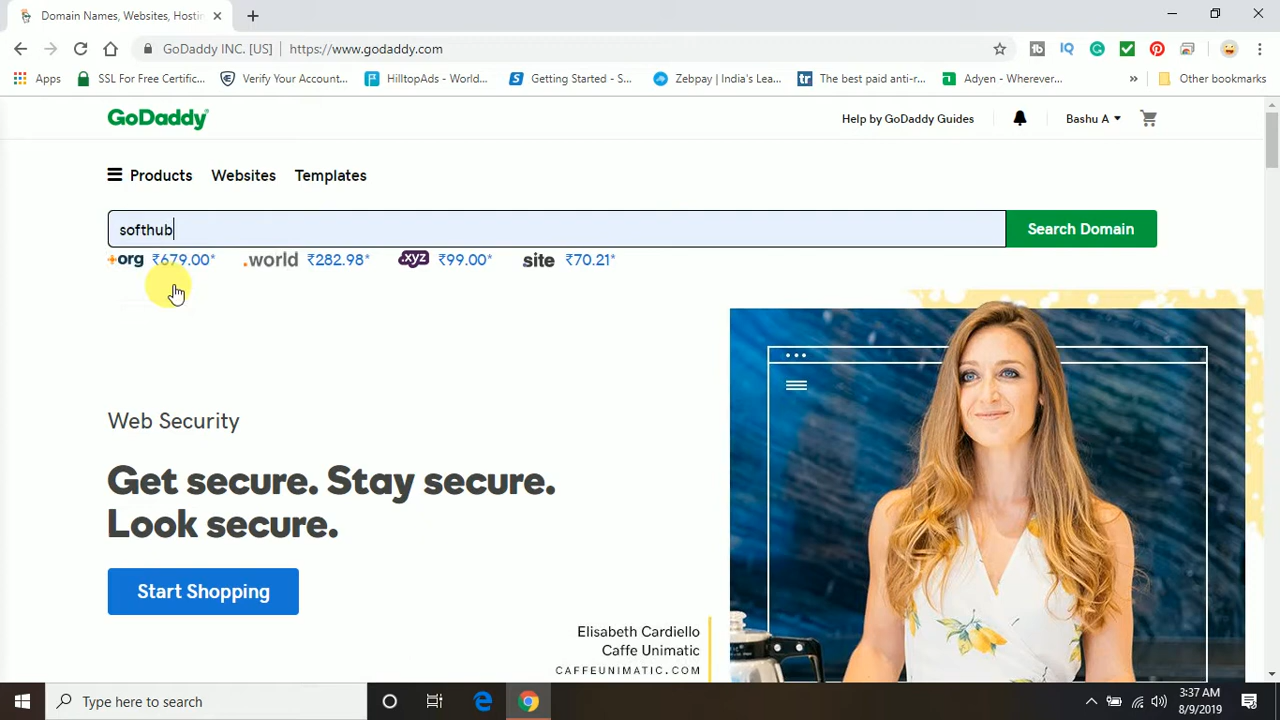 Domain Names, Websites, Hostin
GoDaddy INC. [US] | https://www.godaddy.com
Apps SSL For Free Certific... Verify Your Account... HilltopAds - World... Getting Started - S... Zebpay | India's Lea... The best paid anti-r... Adyen - Wherever... » Other bookmarks
GoDaddy Help by GoDaddy Guides Bashu A
Products Websites Templates
softhub Search Domain
org ₹679.00* .world ₹282.98* .xyz ₹99.00* site ₹70.21*
Web Security
Get secure. Stay secure.
Look secure.
Start Shopping
Elisabeth Cardiello
Caffe Unimatic
CAFFEUNIMATIC.COM
Type here to search
3:37 AM
8/9/2019